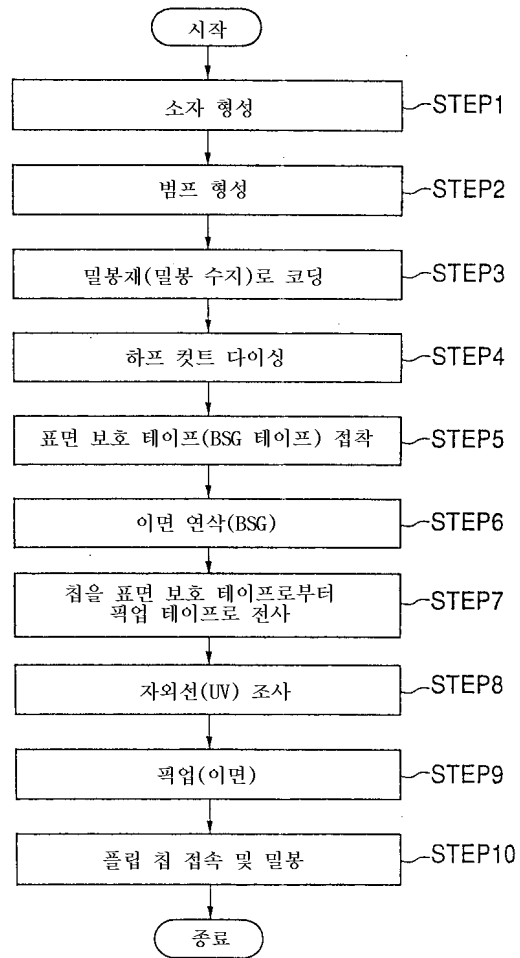 시작
소자 형성
STEP1
범프 형성
STEP2
밀봉재(밀봉 수지)로 코딩
STEP3
하프 컷트 다이싱
STEP4
표면 보호 테이프(BSG 테이프) 접착
STEP5
이면 연삭(BSG)
STEP6
칩을 표면 보호 테이프로부터
픽업 테이프로 전사
STEP7
자외선(UV) 조사
STEP8
픽업(이면)
STEP9
플립 칩 접속 및 밀봉
STEP10
종료